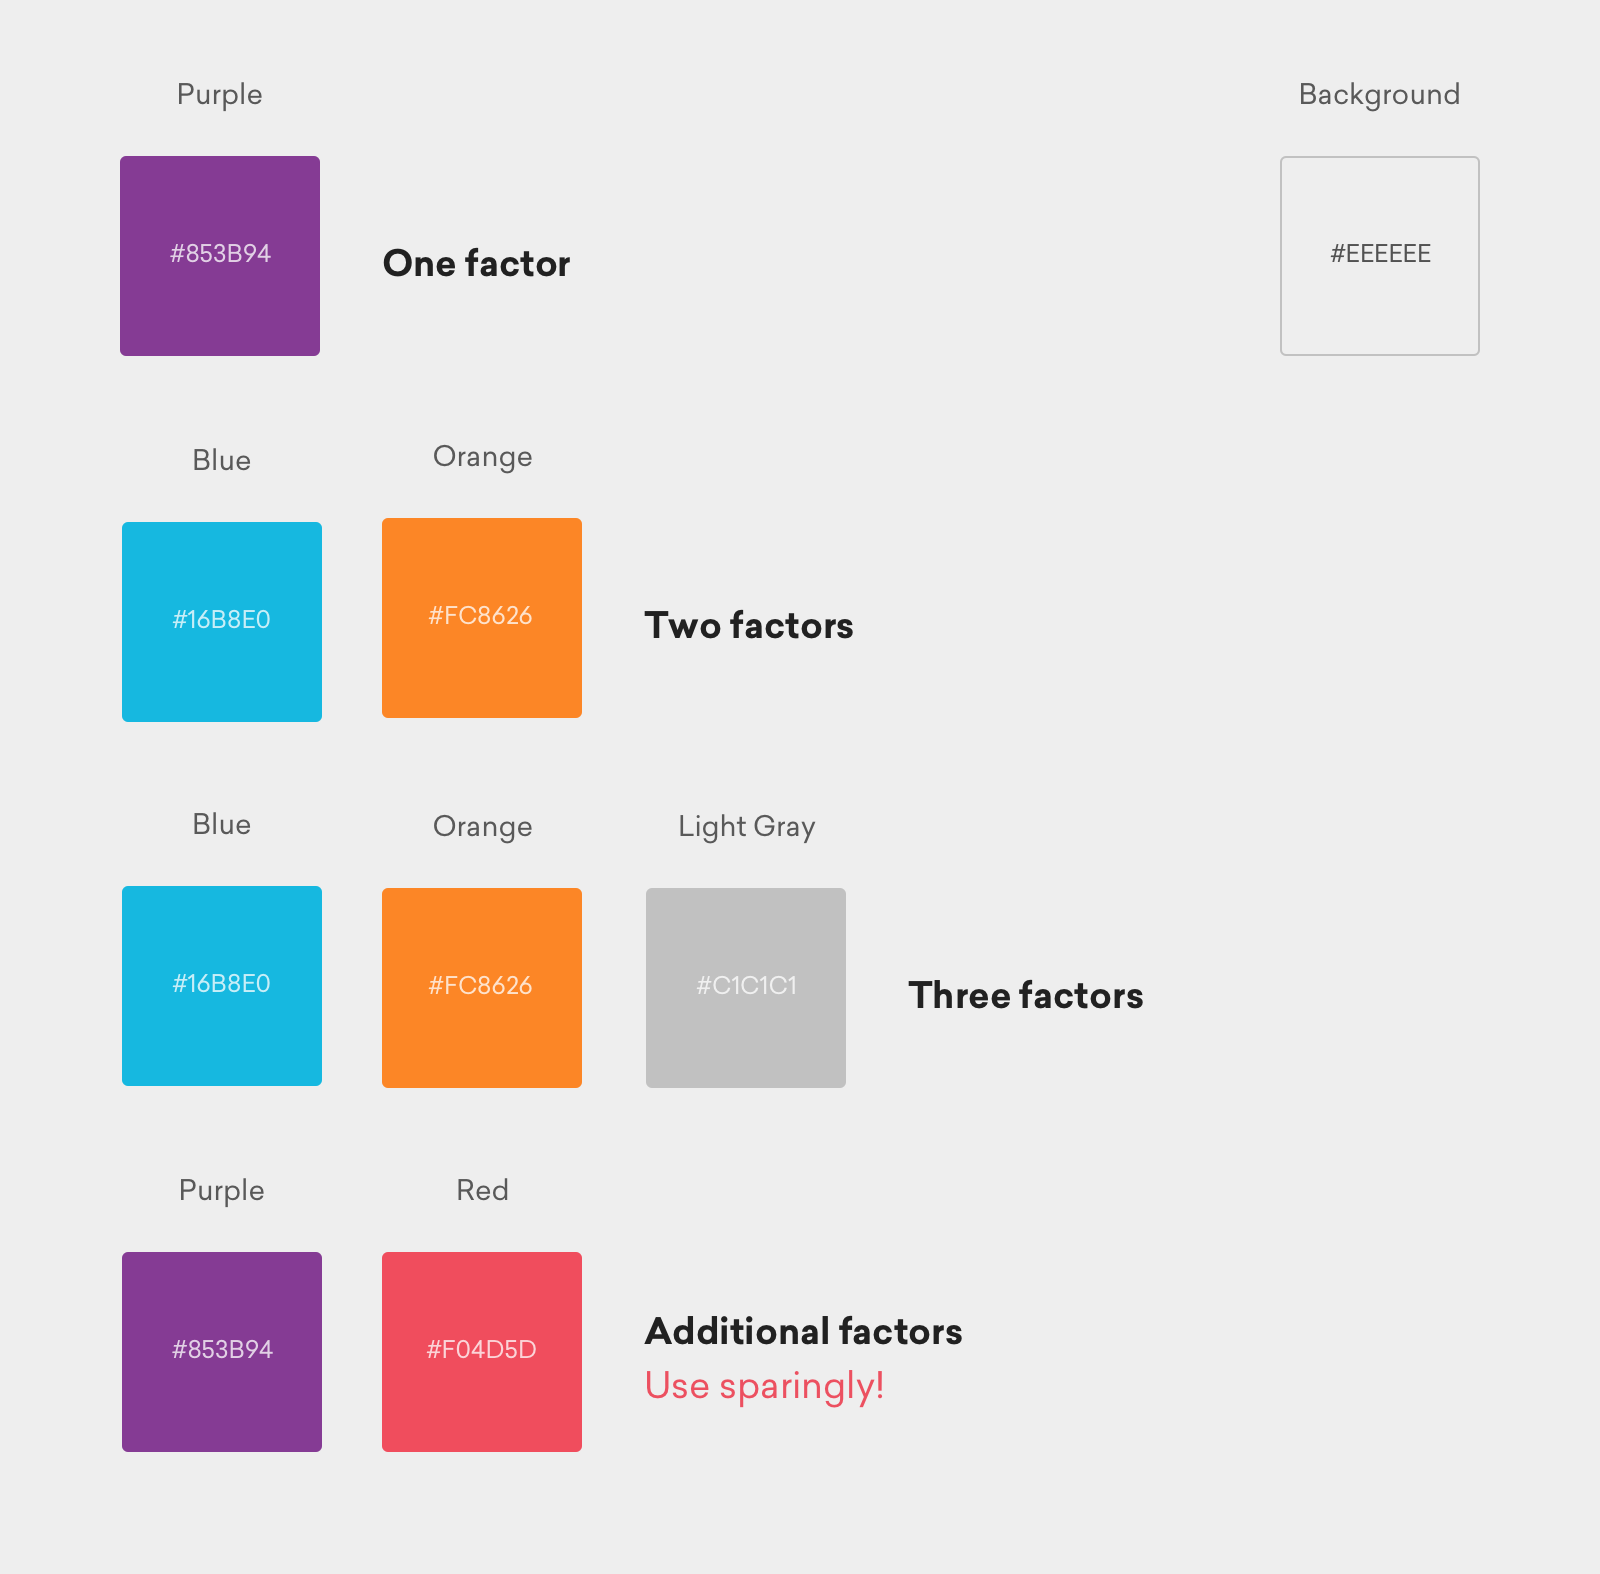 Purple
Background
#853B94
One factor
#EEEEEE
Blue
Orange
#16B8E0
#FC8626
Two factors
Blue
Orange
Light Gray
#16B8E0
#FC8626
#C1C1C1
Three factors
Purple
Red
#853B94
#F04D5D
Additional factors
Use sparingly!